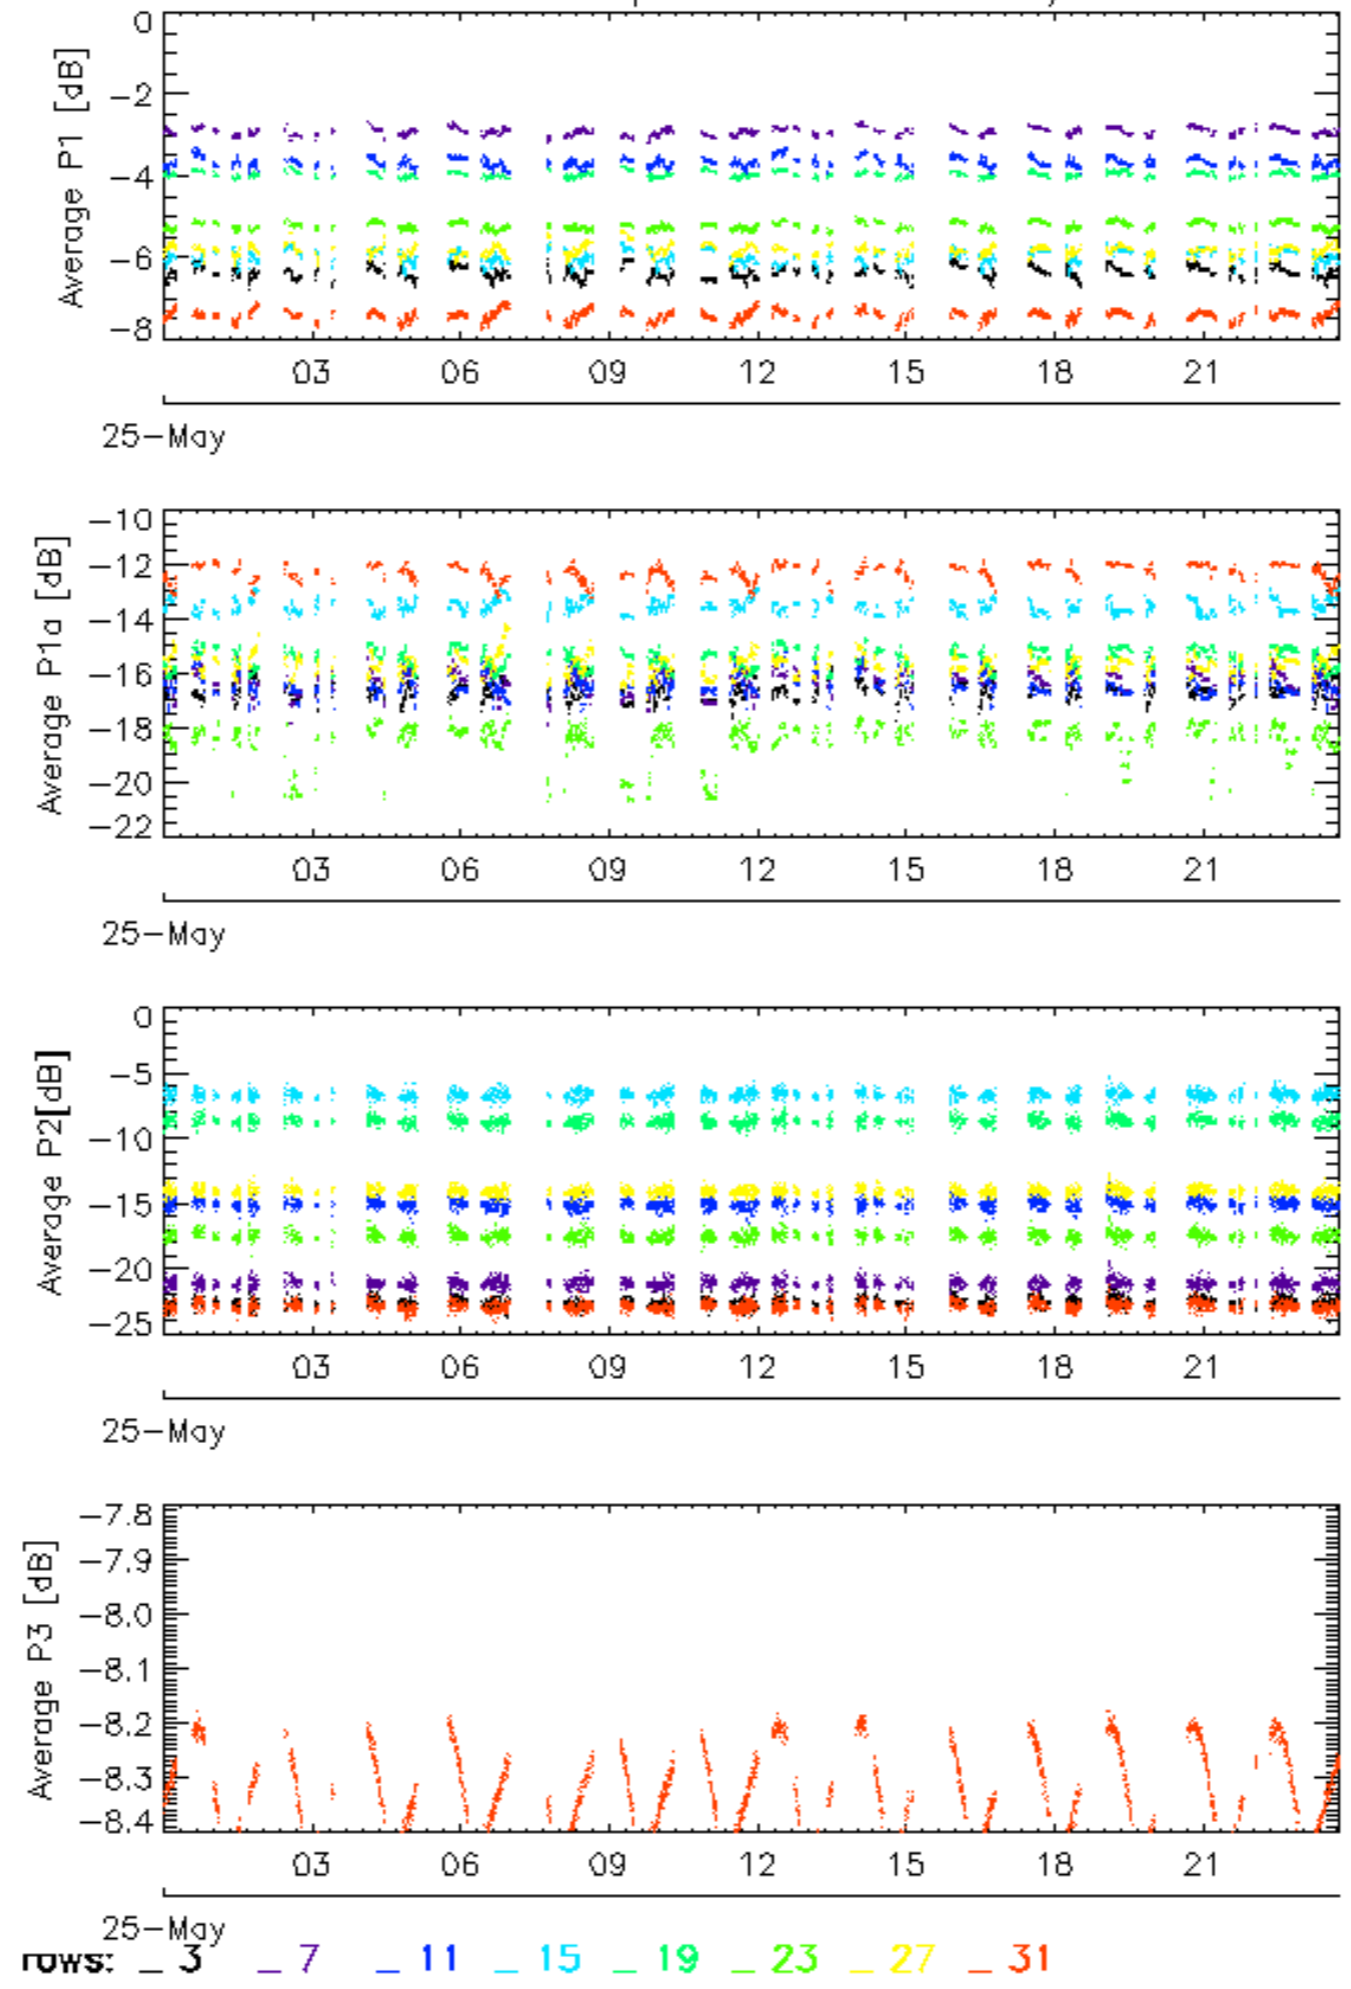 0
−2
−4
−6
−8
Average P1 [dB]
03 06 09 12 15 18 21
25−May
−10
−12
−14
−16
−18
−20
−22
Average P1a [dB]
03 06 09 12 15 18 21
25−May
0
−5
−10
−15
−20
−25
Average P2[dB]
03 06 09 12 15 18 21
25−May
−7.8
−7.9
−8.0
−8.1
−8.2
−8.3
−8.4
Average P3 [dB]
03 06 09 12 15 18 21
25−May
rows: _ 3 _ 7 _ 11 _ 15 _ 19 _ 23 _ 27 _ 31